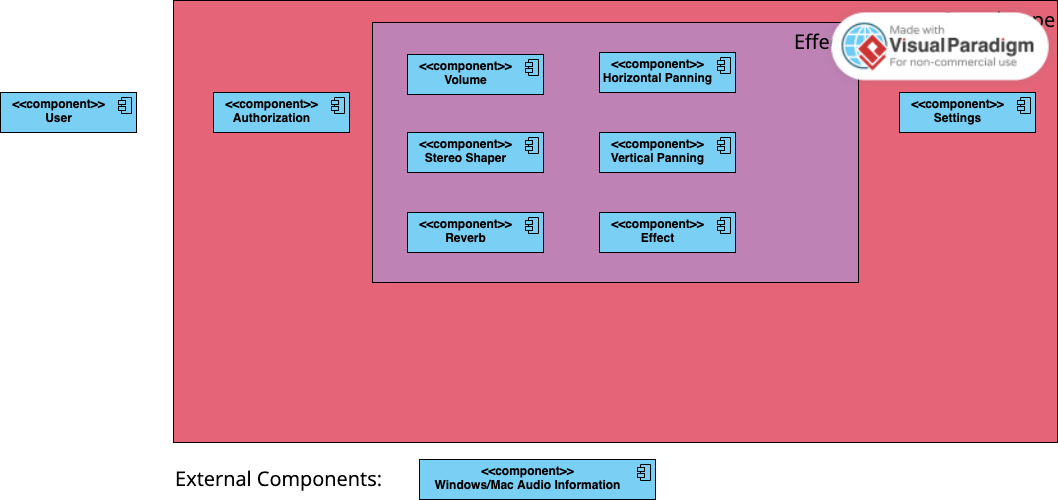 Effe
Made with
Visual Paradigm
For non-commercial use
<<component>>
Volume
<<component>>
Horizontal Panning
<<component>>
User
<<component>>
Authorization
<<component>>
Settings
<<component>>
Stereo Shaper
<<component>>
Vertical Panning
<<component>>
Reverb
<<component>>
Effect
External Components:
<<component>>
Windows/Mac Audio Information